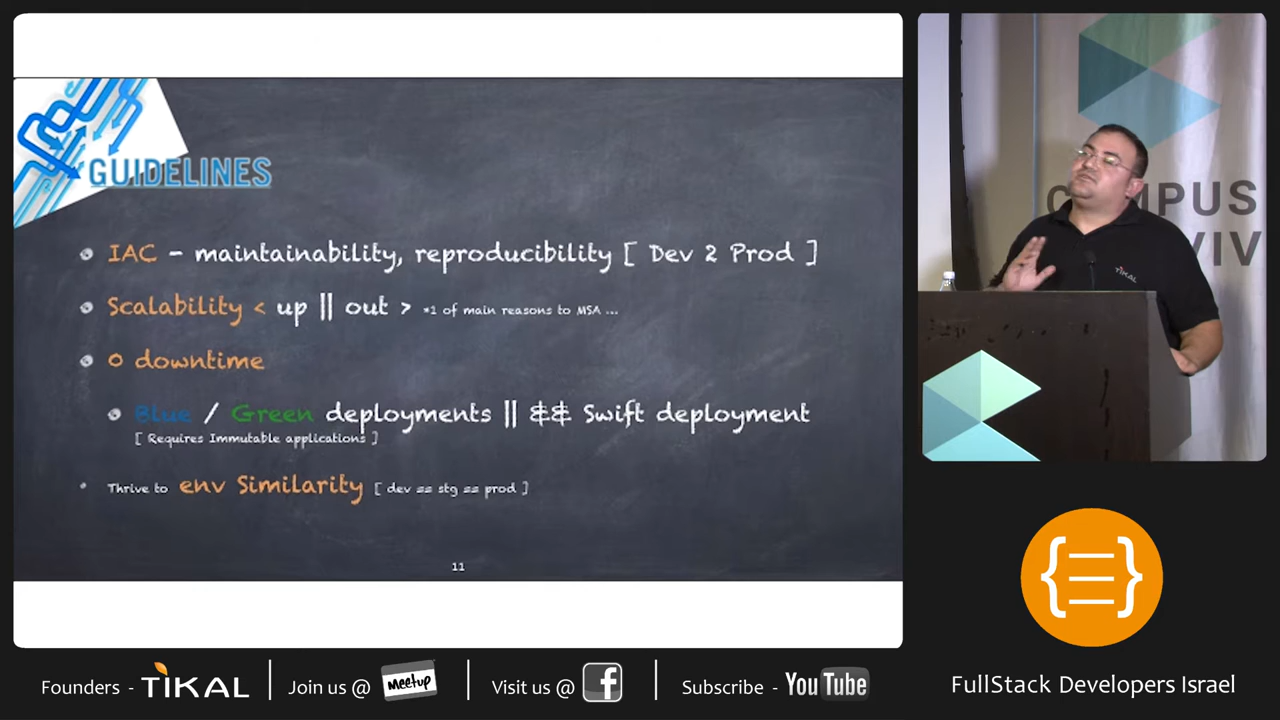 GUIDELINES
IAC - maintainability, reproducibility [ Dev 2 Prod ]
Scalability < up || out > *1 of main reasons to MSA ...
0 downtime
Blue / Green deployments || && Swift deployment
[ Requires Immutable applications ]
Thrive to env Similarity [ dev == stg == prod ]
11
CAMPUS
VIV
TIKAL
{ }
Founders - TIKAL
Join us @ Meetup
Visit us @ f
Subscribe - YouTube
FullStack Developers Israel